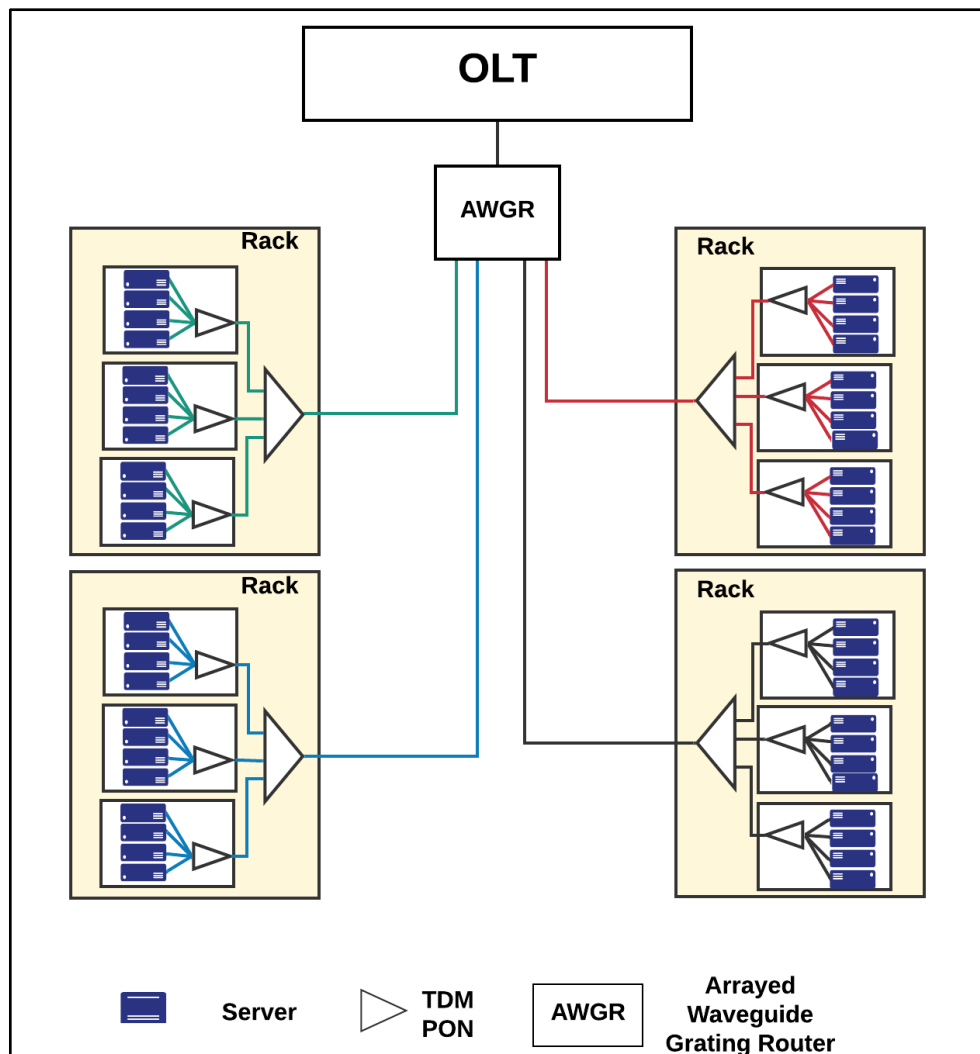 OLT
AWGR
Rack
Rack
Rack
Rack
Server
TDM
PON
AWGR
Arrayed
Waveguide
Grating Router